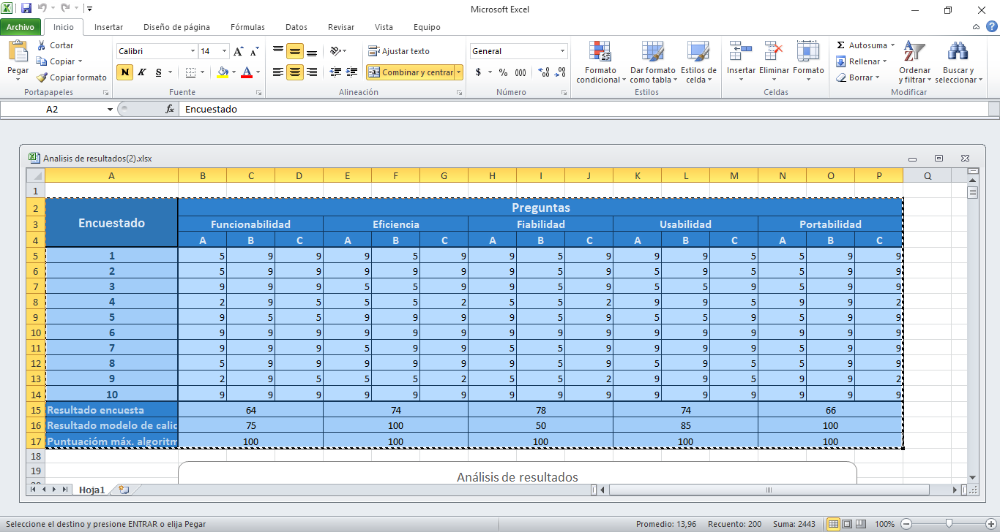 Microsoft Excel
Archivo Inicio Insertar Diseño de página Fórmulas Datos Revisar Vista Equipo
Pegar
Cortar
Copiar
Copiar formato
Portapapeles
Calibri 14 A A
N K S A
Fuente
Ajustar texto
Combinar y centrar
Alineación
General
$ % 000
Número
Formato condicional
Dar formato como tabla
Estilos de celda
Estilos
Insertar Eliminar Formato
Celdas
Σ Autosuma
Rellenar
Borrar
Ordenar y filtrar
Buscar y seleccionar
Modificar
A2 fx Encuestado
Analisis de resultados(2).xlsx
A B C D E F G H I J K L M N O P Q
1
2 Encuestado Preguntas
3 Funcionabilidad Eficiencia Fiabilidad Usabilidad Portabilidad
4 A B C A B C A B C A B C A B C
5 1 5 9 9 9 5 9 9 5 9 9 9 5 5 9 9
6 2 5 9 9 9 9 9 9 5 9 5 9 5 5 9 9
7 3 9 9 9 5 5 9 9 9 9 5 5 9 5 9 9
8 4 2 9 5 5 5 2 5 5 2 9 9 5 9 9 2
9 5 9 5 5 9 9 9 9 5 9 5 5 9 5 9 9
10 6 9 9 9 9 9 9 9 9 9 9 9 9 9 9 9
11 7 9 9 9 5 9 9 5 5 9 9 5 9 5 9 9
12 8 5 9 9 9 9 9 9 5 9 5 9 5 5 9 9
13 9 2 9 5 5 5 2 5 5 2 9 9 5 9 9 2
14 10 9 9 9 9 9 9 9 9 9 9 9 9 9 9 9
15 Resultado encuesta 64 74 78 74 66
16 Resultado modelo de calid 75 100 50 85 100
17 Puntuacióm máx. algoritm 100 100 100 100 100
18
19 Análisis de resultados
Hoja1
Seleccione el destino y presione ENTRAR o elija Pegar Promedio: 13,96 Recuento: 200 Suma: 2443 100%